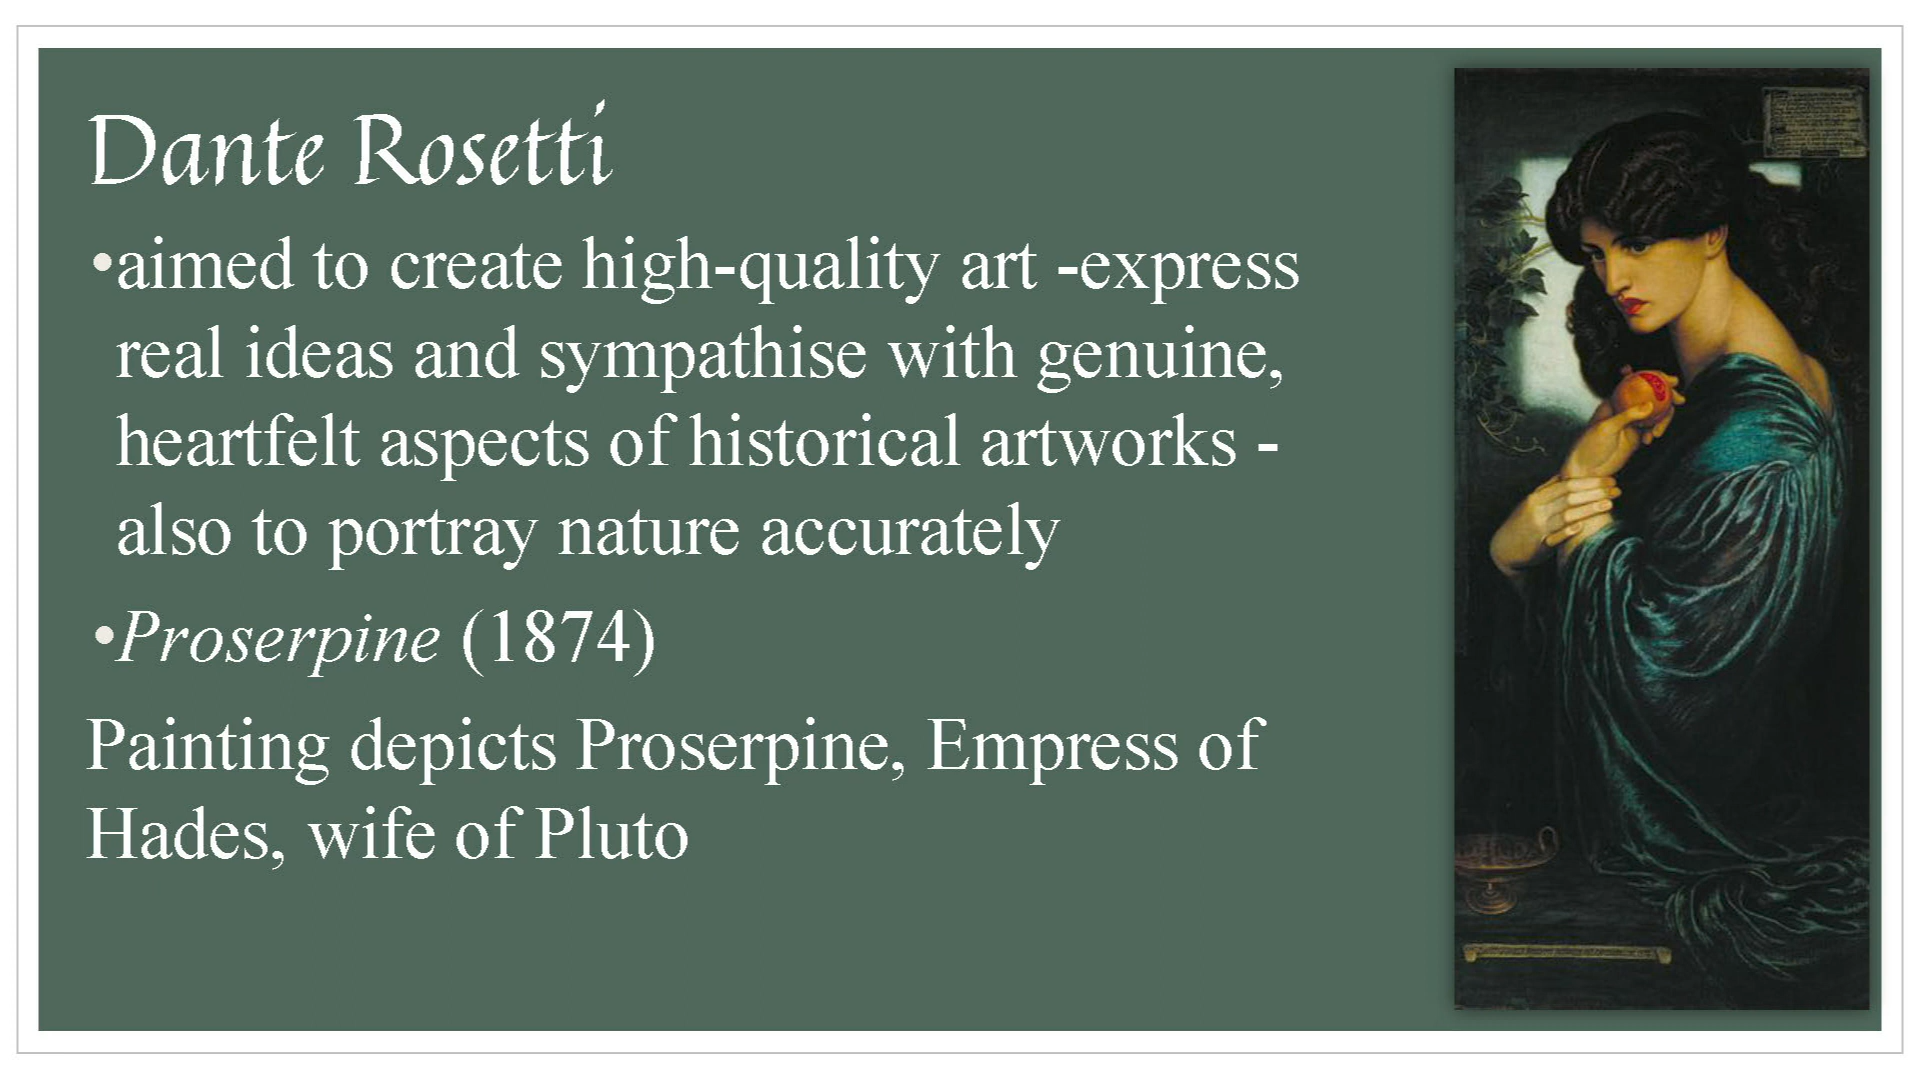 Dante Rosetti
•aimed to create high-quality art -express
real ideas and sympathise with genuine,
heartfelt aspects of historical artworks -
also to portray nature accurately
•Proserpine (1874)
Painting depicts Proserpine, Empress of
Hades, wife of Pluto